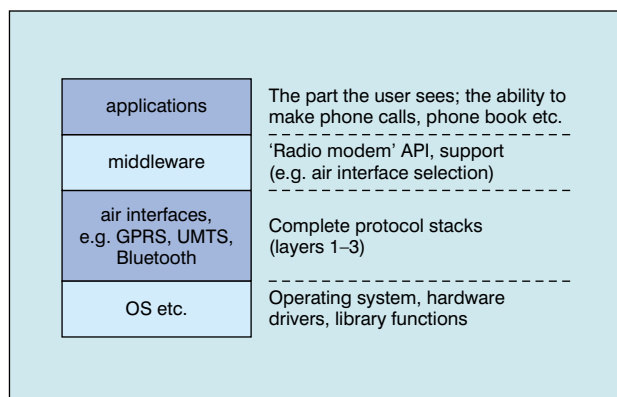 applications
The part the user sees; the ability to
make phone calls, phone book etc.
middleware
‘Radio modem’ API, support
(e.g. air interface selection)
air interfaces,
e.g. GPRS, UMTS,
Bluetooth
Complete protocol stacks
(layers 1–3)
OS etc.
Operating system, hardware
drivers, library functions